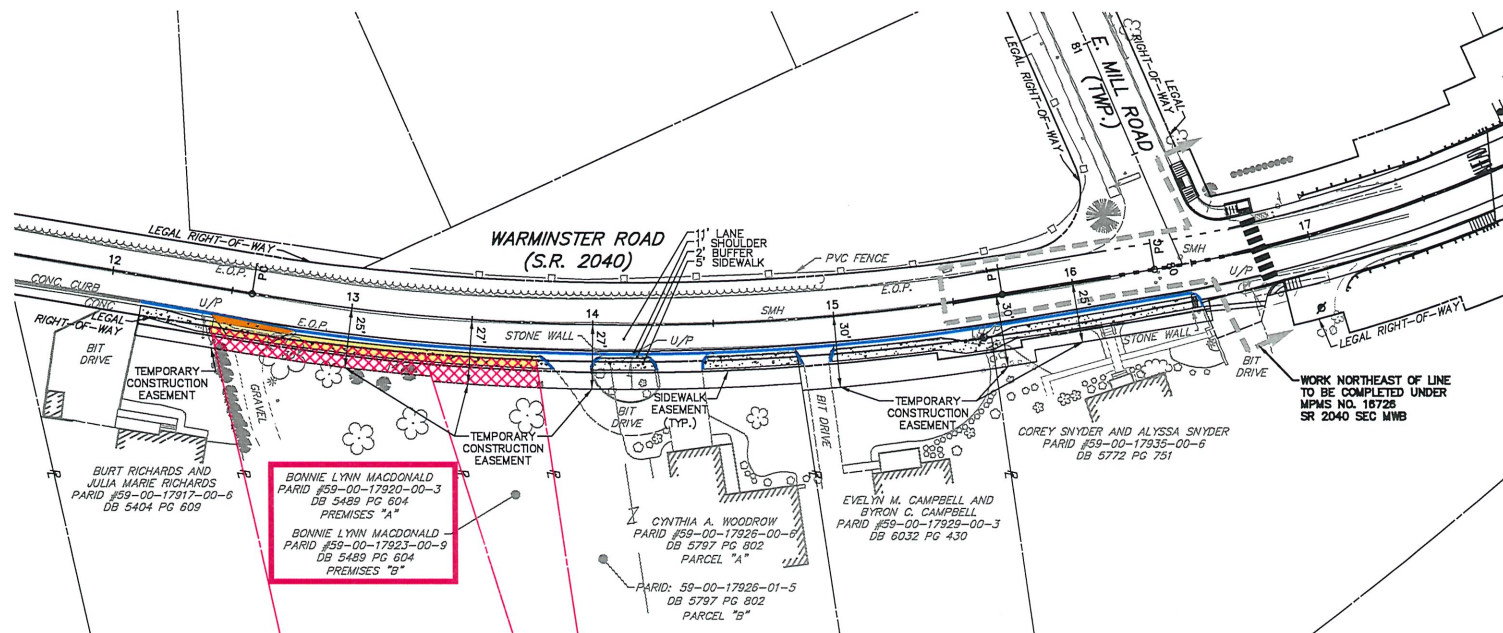 E. MILL ROAD
(TWP.)
81
LEGAL RIGHT-OF-WAY
RIGHT-OF-WAY
LEGAL
LEGAL RIGHT-OF-WAY
WARMINSTER ROAD
(S.R. 2040)
11' LANE
1' SHOULDER
2' BUFFER
5' SIDEWALK
PVC FENCE
12
E.O.P.
PC
13
14
SMH
15
E.O.P.
PT
16
PC
80
SMH
17
U/P
CONC. CURB
CONC
U/P
E.O.P.
LEGAL
RIGHT-OF-WAY
25'
27'
STONE WALL
27'
U/P
30'
U/P
30'
25'
STONE WALL
LEGAL RIGHT-OF-WAY
BIT
DRIVE
TEMPORARY
CONSTRUCTION
EASEMENT
GRAVEL
TEMPORARY
CONSTRUCTION
EASEMENT
BIT
DRIVE
SIDEWALK
EASEMENT
(TYP.)
BIT DRIVE
TEMPORARY
CONSTRUCTION
EASEMENT
BIT
DRIVE
WORK NORTHEAST OF LINE
TO BE COMPLETED UNDER
MPMS NO. 16726
SR 2040 SEC MWB
BURT RICHARDS AND
JULIA MARIE RICHARDS
PARID #59-00-17917-00-6
DB 5404 PG 609
BONNIE LYNN MACDONALD
PARID #59-00-17920-00-3
DB 5489 PG 604
PREMISES "A"
BONNIE LYNN MACDONALD
PARID #59-00-17923-00-9
DB 5489 PG 604
PREMISES "B"
CYNTHIA A. WOODROW
PARID #59-00-17926-00-6
DB 5797 PG 802
PARCEL "A"
PARID: 59-00-17926-01-5
DB 5797 PG 802
PARCEL "B"
EVELYN M. CAMPBELL AND
BYRON C. CAMPBELL
PARID #59-00-17929-00-3
DB 6032 PG 430
COREY SNYDER AND ALYSSA SNYDER
PARID #59-00-17935-00-6
DB 5772 PG 751